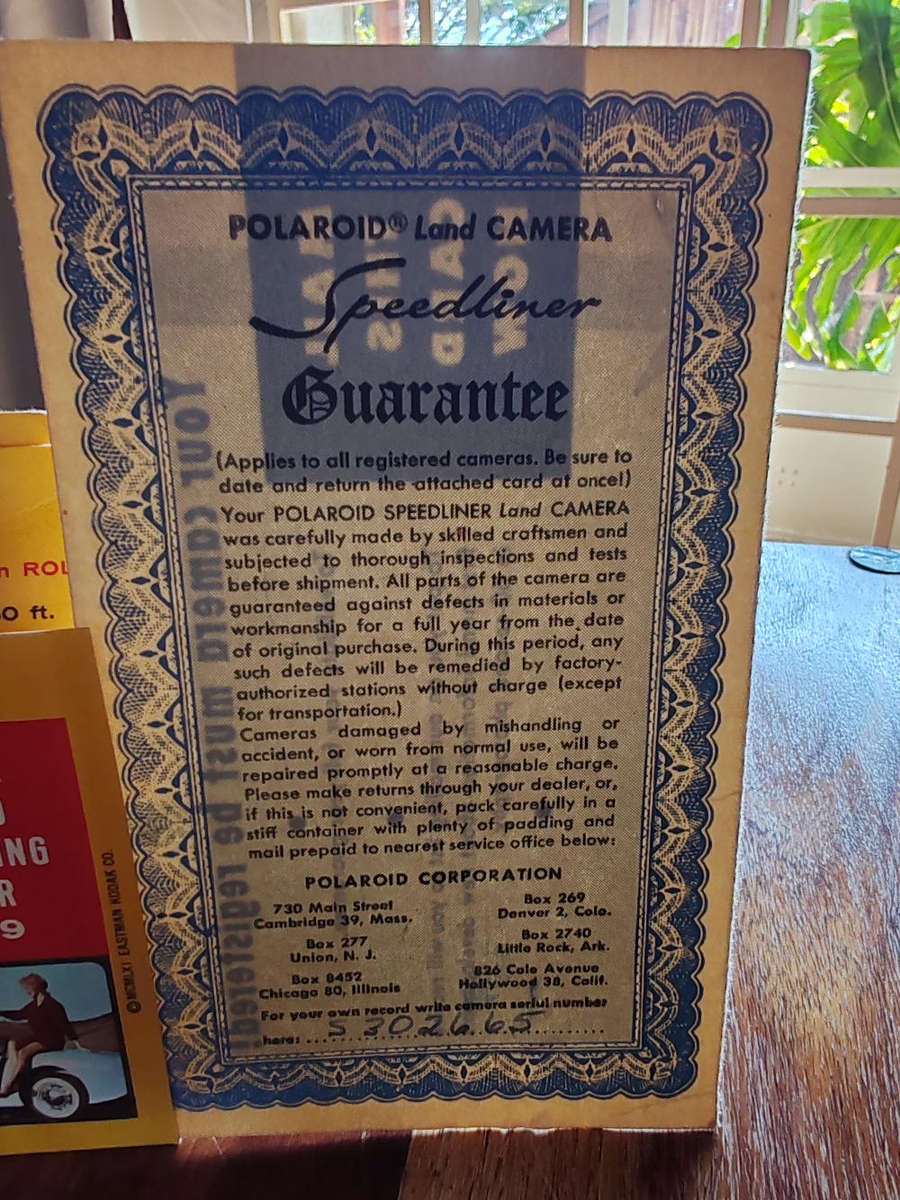 POLAROID® Land CAMERA
Speedliner
Guarantee
(Applies to all registered cameras. Be sure to
date and return the attached card at once!)
Your POLAROID SPEEDLINER Land CAMERA
was carefully made by skilled craftsmen and
subjected to thorough inspections and tests
before shipment. All parts of the camera are
guaranteed against defects in materials or
workmanship for a full year from the date
of original purchase. During this period, any
such defects will be remedied by factory-
authorized stations without charge (except
for transportation.)
Cameras damaged by mishandling or
accident, or worn from normal use, will be
repaired promptly at a reasonable charge.
Please make returns through your dealer, or,
if this is not convenient, pack carefully in a
stiff container with plenty of padding and
mail prepaid to nearest service office below:
POLAROID CORPORATION
730 Main Street
Cambridge 39, Mass.
Box 277
Union, N. J.
Box 8452
Chicago 80, Illinois
Box 269
Denver 2, Colo.
Box 2740
Little Rock, Ark.
826 Cole Avenue
Hollywood 38, Calif.
For your own record write camera serial number
here: S 302665
Your camera must be registered!
ROL
ft.
ING
R
9
©MCMLXI EASTMAN KODAK CO.